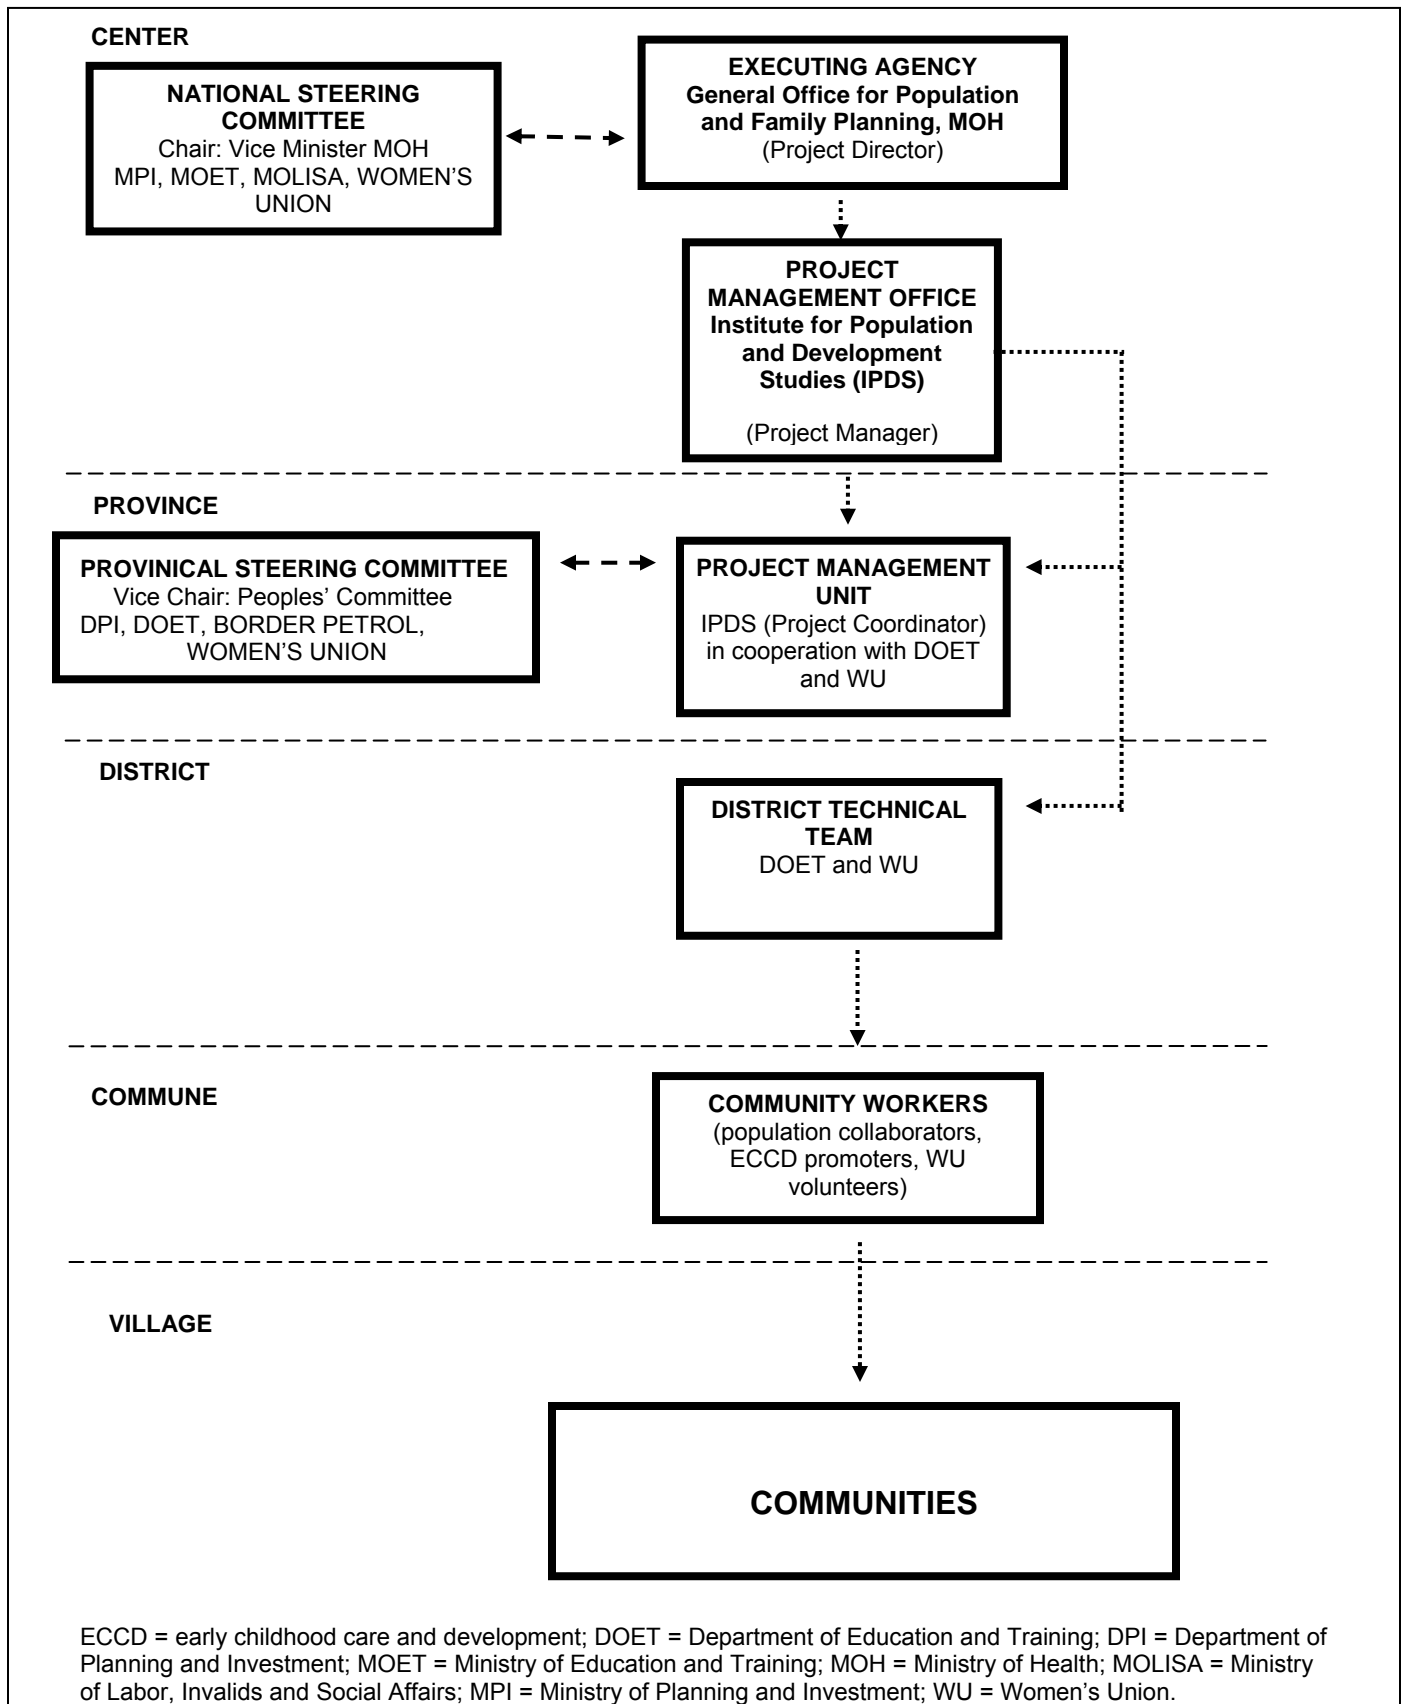 CENTER
NATIONAL STEERING
COMMITTEE
Chair: Vice Minister MOH
MPI, MOET, MOLISA, WOMEN'S
UNION
EXECUTING AGENCY
General Office for Population
and Family Planning, MOH
(Project Director)
PROJECT
MANAGEMENT OFFICE
Institute for Population
and Development
Studies (IPDS)
(Project Manager)
PROVINCE
PROVINICAL STEERING COMMITTEE
Vice Chair: Peoples' Committee
DPI, DOET, BORDER PETROL,
WOMEN'S UNION
PROJECT MANAGEMENT
UNIT
IPDS (Project Coordinator)
in cooperation with DOET
and WU
DISTRICT
DISTRICT TECHNICAL
TEAM
DOET and WU
COMMUNE
COMMUNITY WORKERS
(population collaborators,
ECCD promoters, WU
volunteers)
VILLAGE
COMMUNITIES
ECCD = early childhood care and development; DOET = Department of Education and Training; DPI = Department of
Planning and Investment; MOET = Ministry of Education and Training; MOH = Ministry of Health; MOLISA = Ministry
of Labor, Invalids and Social Affairs; MPI = Ministry of Planning and Investment; WU = Women's Union.